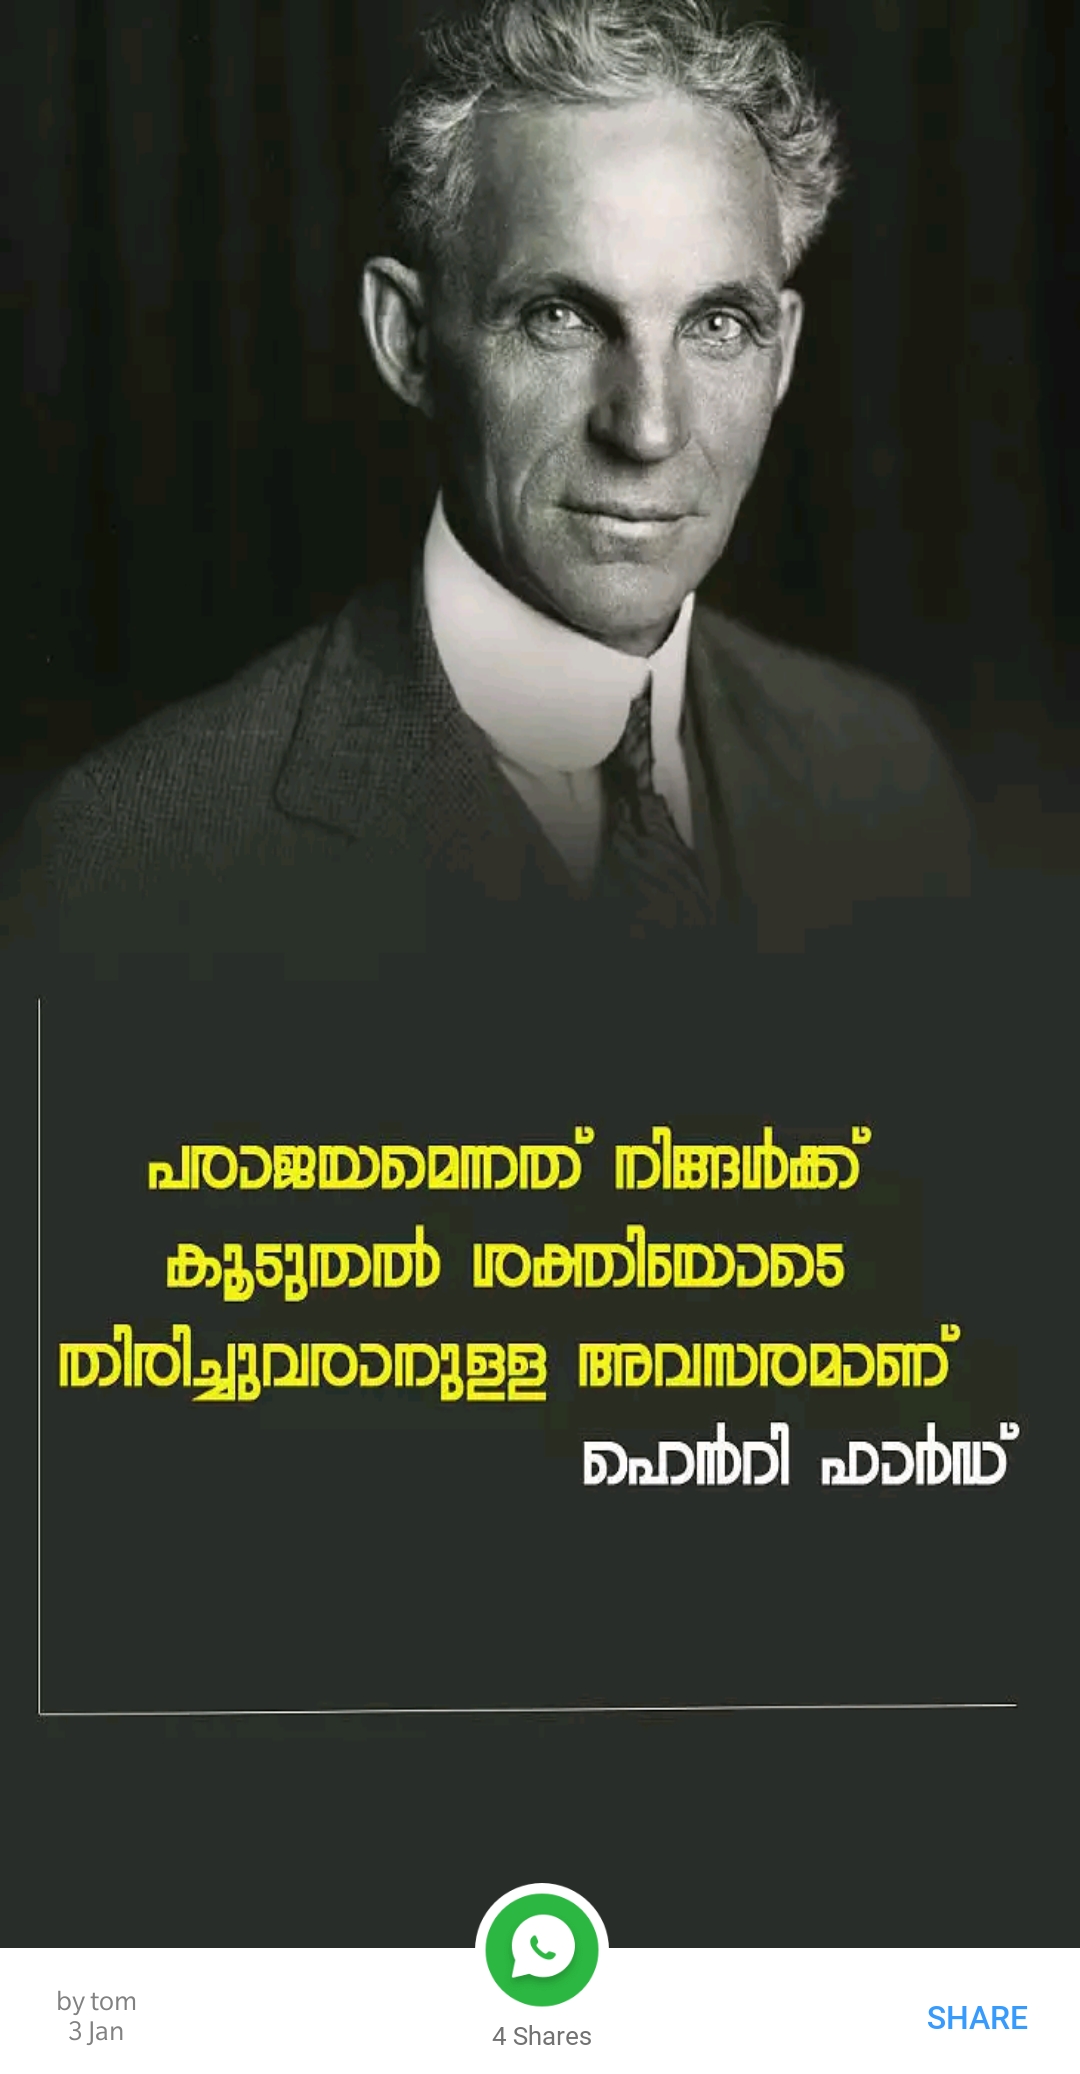 പരാജയമെന്നത് നിങ്ങൾക്ക്
കൂടുതൽ ശക്തിയോടെ
തിരിച്ചുവരാനുള്ള അവസരമാണ്
ഹെൻറി ഫാർഡ്
by tom
3 Jan
4 Shares
SHARE